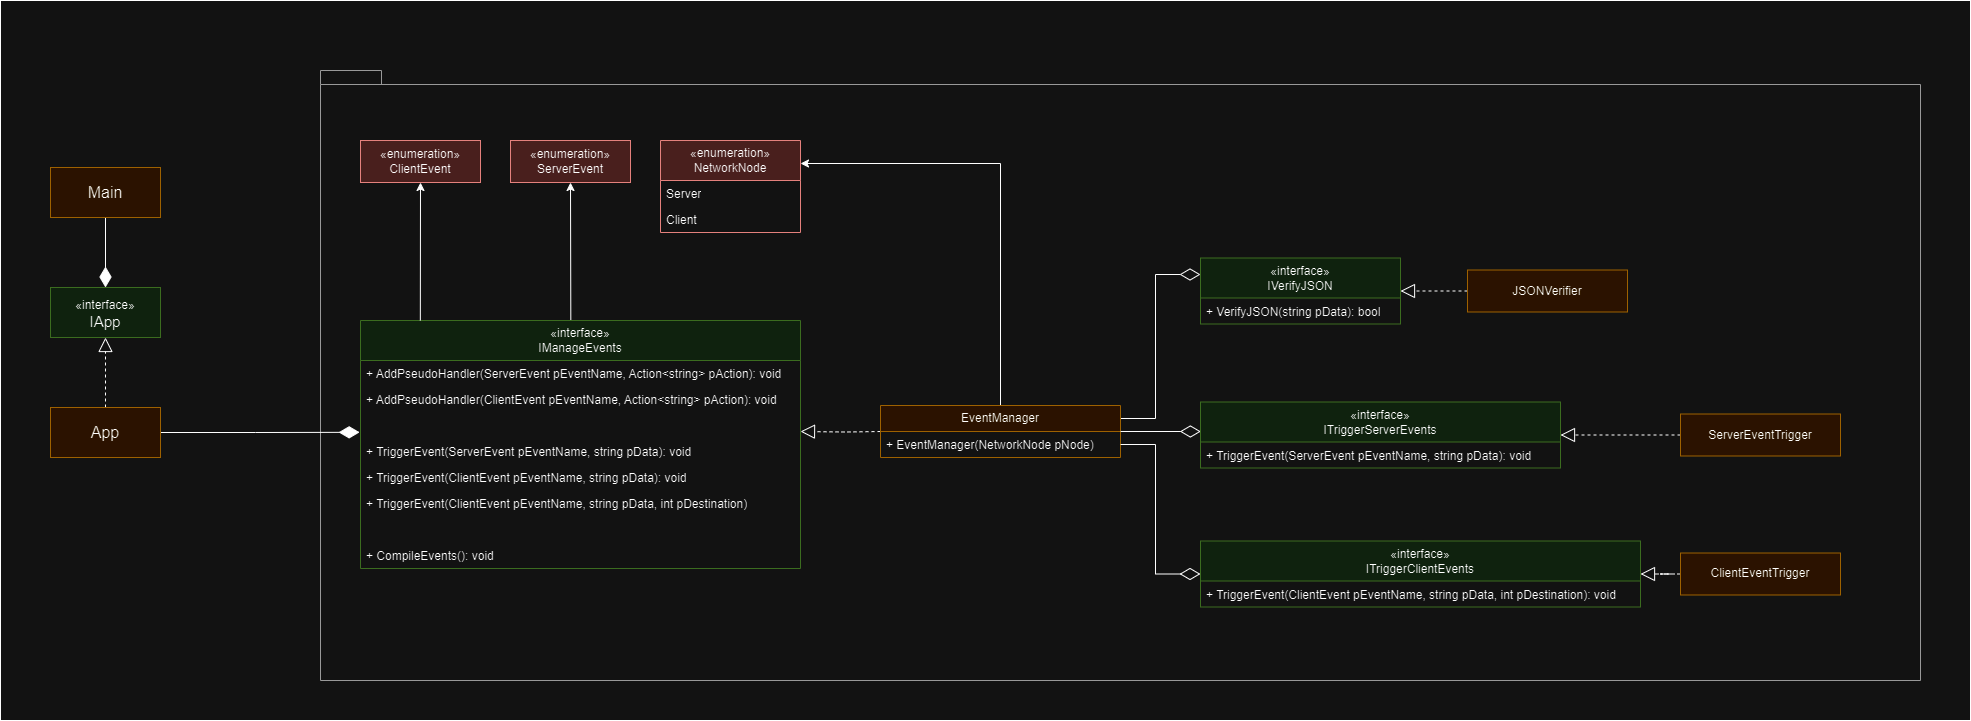 Main
«interface»
IApp
App
«enumeration»
ClientEvent
«enumeration»
ServerEvent
«enumeration»
NetworkNode
Server
Client
«interface»
IManageEvents
+ AddPseudoHandler(ServerEvent pEventName, Action<string> pAction): void
+ AddPseudoHandler(ClientEvent pEventName, Action<string> pAction): void
+ TriggerEvent(ServerEvent pEventName, string pData): void
+ TriggerEvent(ClientEvent pEventName, string pData): void
+ TriggerEvent(ClientEvent pEventName, string pData, int pDestination)
+ CompileEvents(): void
EventManager
+ EventManager(NetworkNode pNode)
«interface»
IVerifyJSON
+ VerifyJSON(string pData): bool
JSONVerifier
«interface»
ITriggerServerEvents
+ TriggerEvent(ServerEvent pEventName, string pData): void
ServerEventTrigger
«interface»
ITriggerClientEvents
+ TriggerEvent(ClientEvent pEventName, string pData, int pDestination): void
ClientEventTrigger